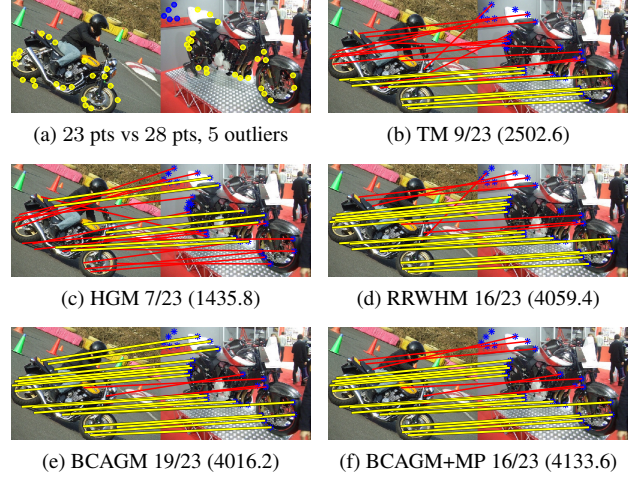 (a) 23 pts vs 28 pts, 5 outliers
(b) TM 9/23 (2502.6)
(c) HGM 7/23 (1435.8)
(d) RRWHM 16/23 (4059.4)
(e) BCAGM 19/23 (4016.2)
(f) BCAGM+MP 16/23 (4133.6)